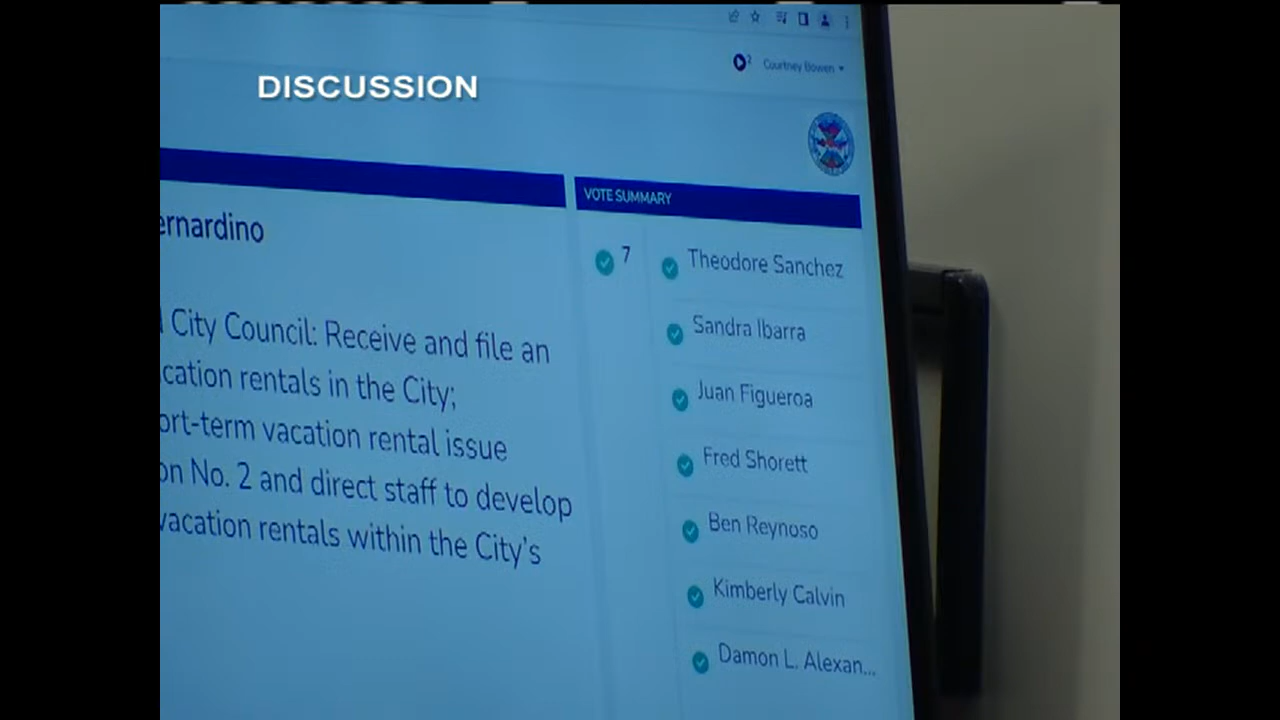 DISCUSSION
2 Courtney Bowen
VOTE SUMMARY
ernardino
City Council: Receive and file an
cation rentals in the City;
ort-term vacation rental issue
on No. 2 and direct staff to develop
vacation rentals within the City's
7
Theodore Sanchez
Sandra Ibarra
Juan Figueroa
Fred Shorett
Ben Reynoso
Kimberly Calvin
Damon L. Alexan...